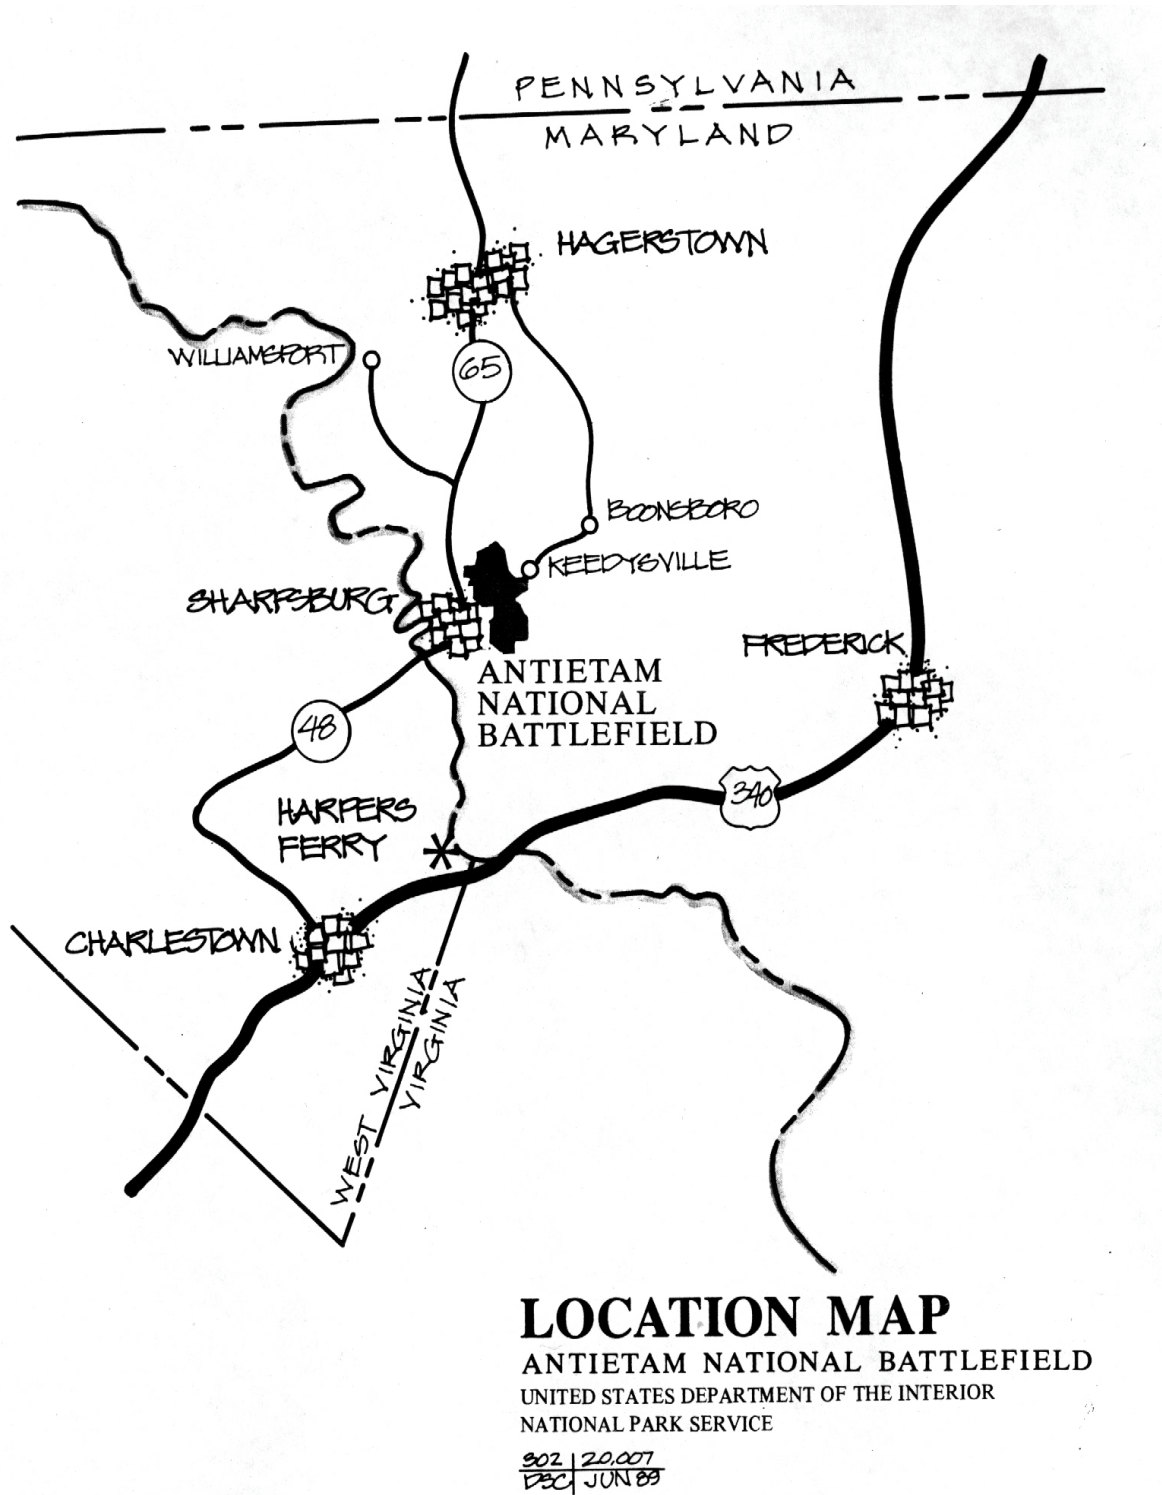 PENNSYLVANIA
MARYLAND
HAGERSTOWN
WILLIAMSPORT
65
BOONSBORO
KEEDYSVILLE
SHARPSBURG
FREDERICK
ANTIETAM
NATIONAL
BATTLEFIELD
48
340
HARPERS
FERRY
CHARLESTOWN
WEST VIRGINIA
VIRGINIA
LOCATION MAP
ANTIETAM NATIONAL BATTLEFIELD
UNITED STATES DEPARTMENT OF THE INTERIOR
NATIONAL PARK SERVICE
302 | 20,007
DSC | JUN 89